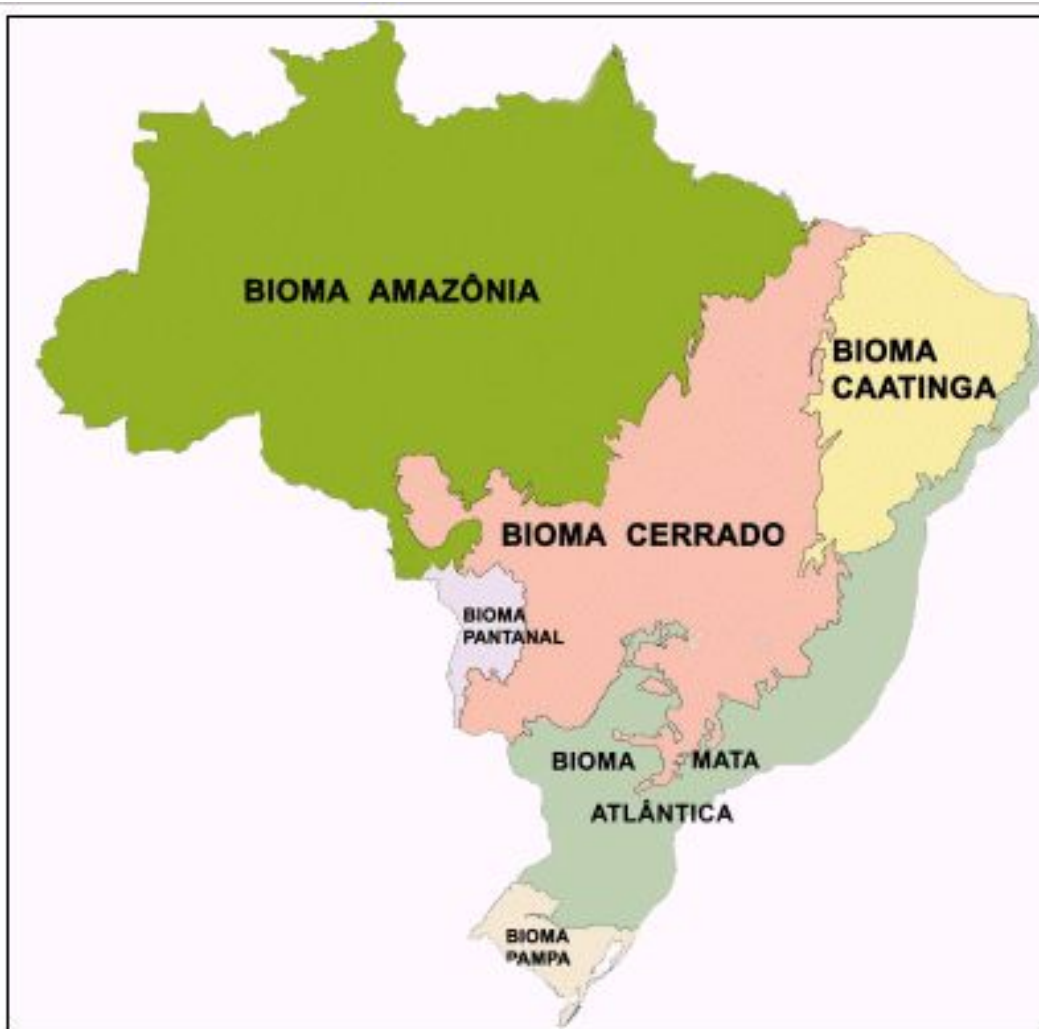 BIOMA AMAZÔNIA
BIOMA
CAATINGA
BIOMA CERRADO
BIOMA
PANTANAL
BIOMA MATA
ATLÂNTICA
BIOMA
PAMPA